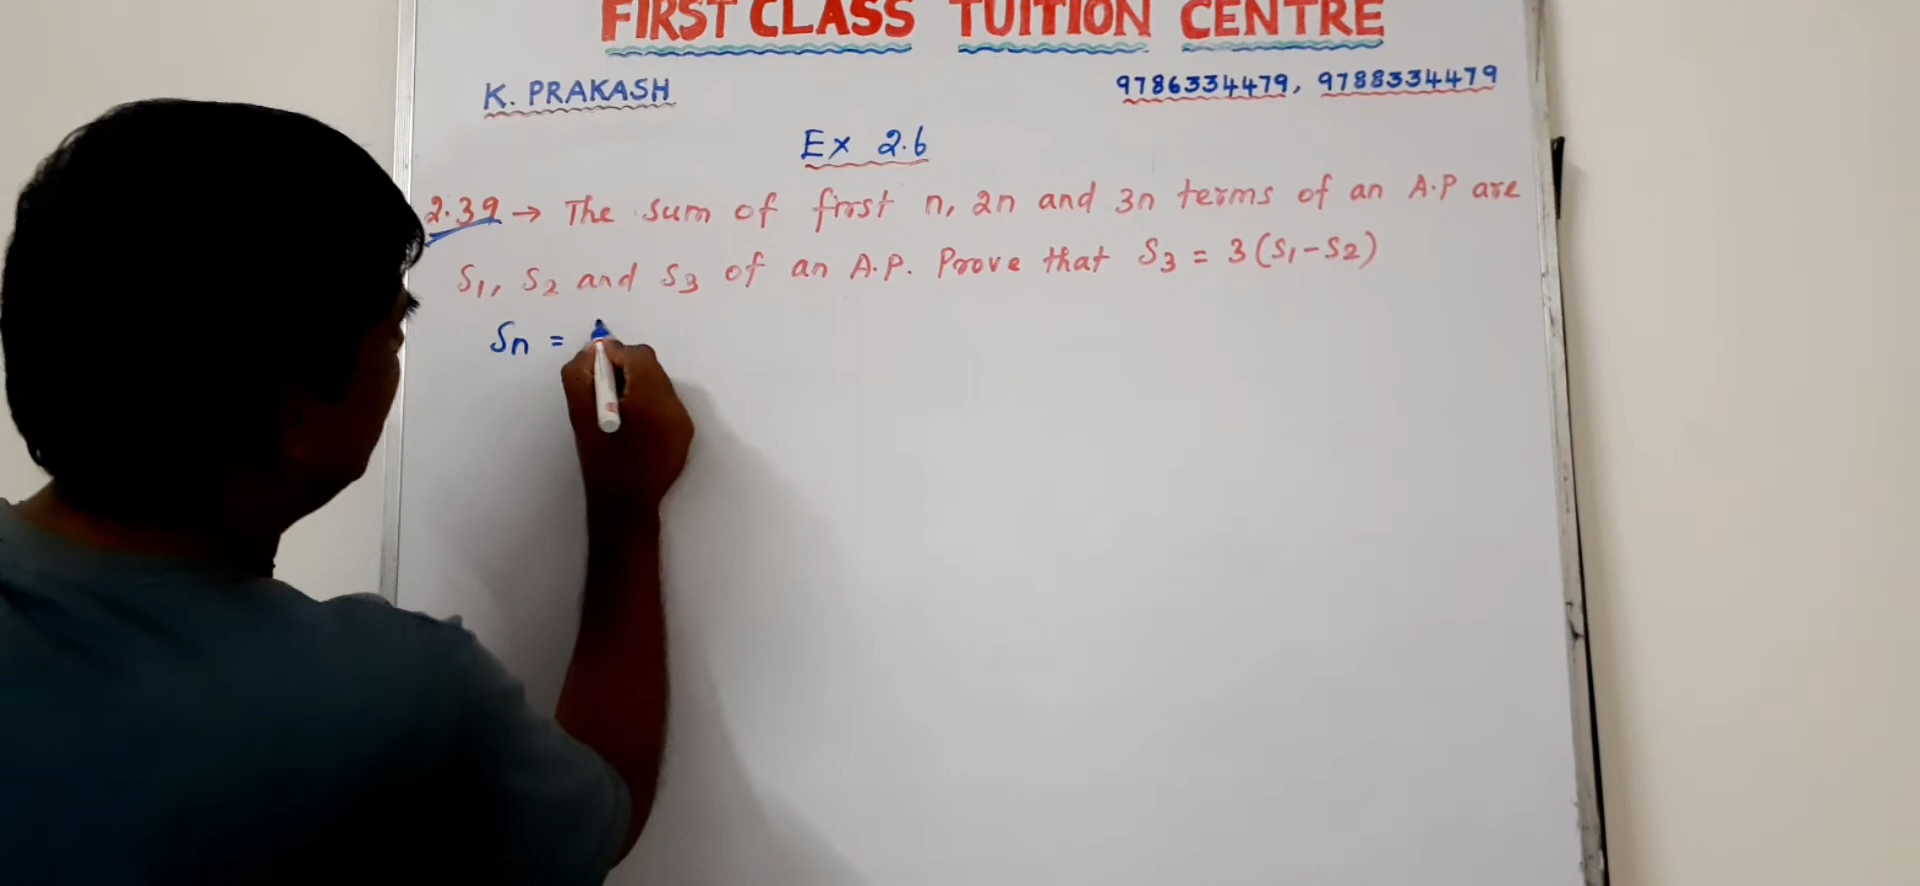 FIRST CLASS TUITION CENTRE
K. PRAKASH 9786334479, 9788334479
Ex 2.6
2.39 → The sum of first n, 2n and 3n terms of an A.P are
S1, S2 and S3 of an A.P. Prove that S3 = 3(S1-S2)
Sn =